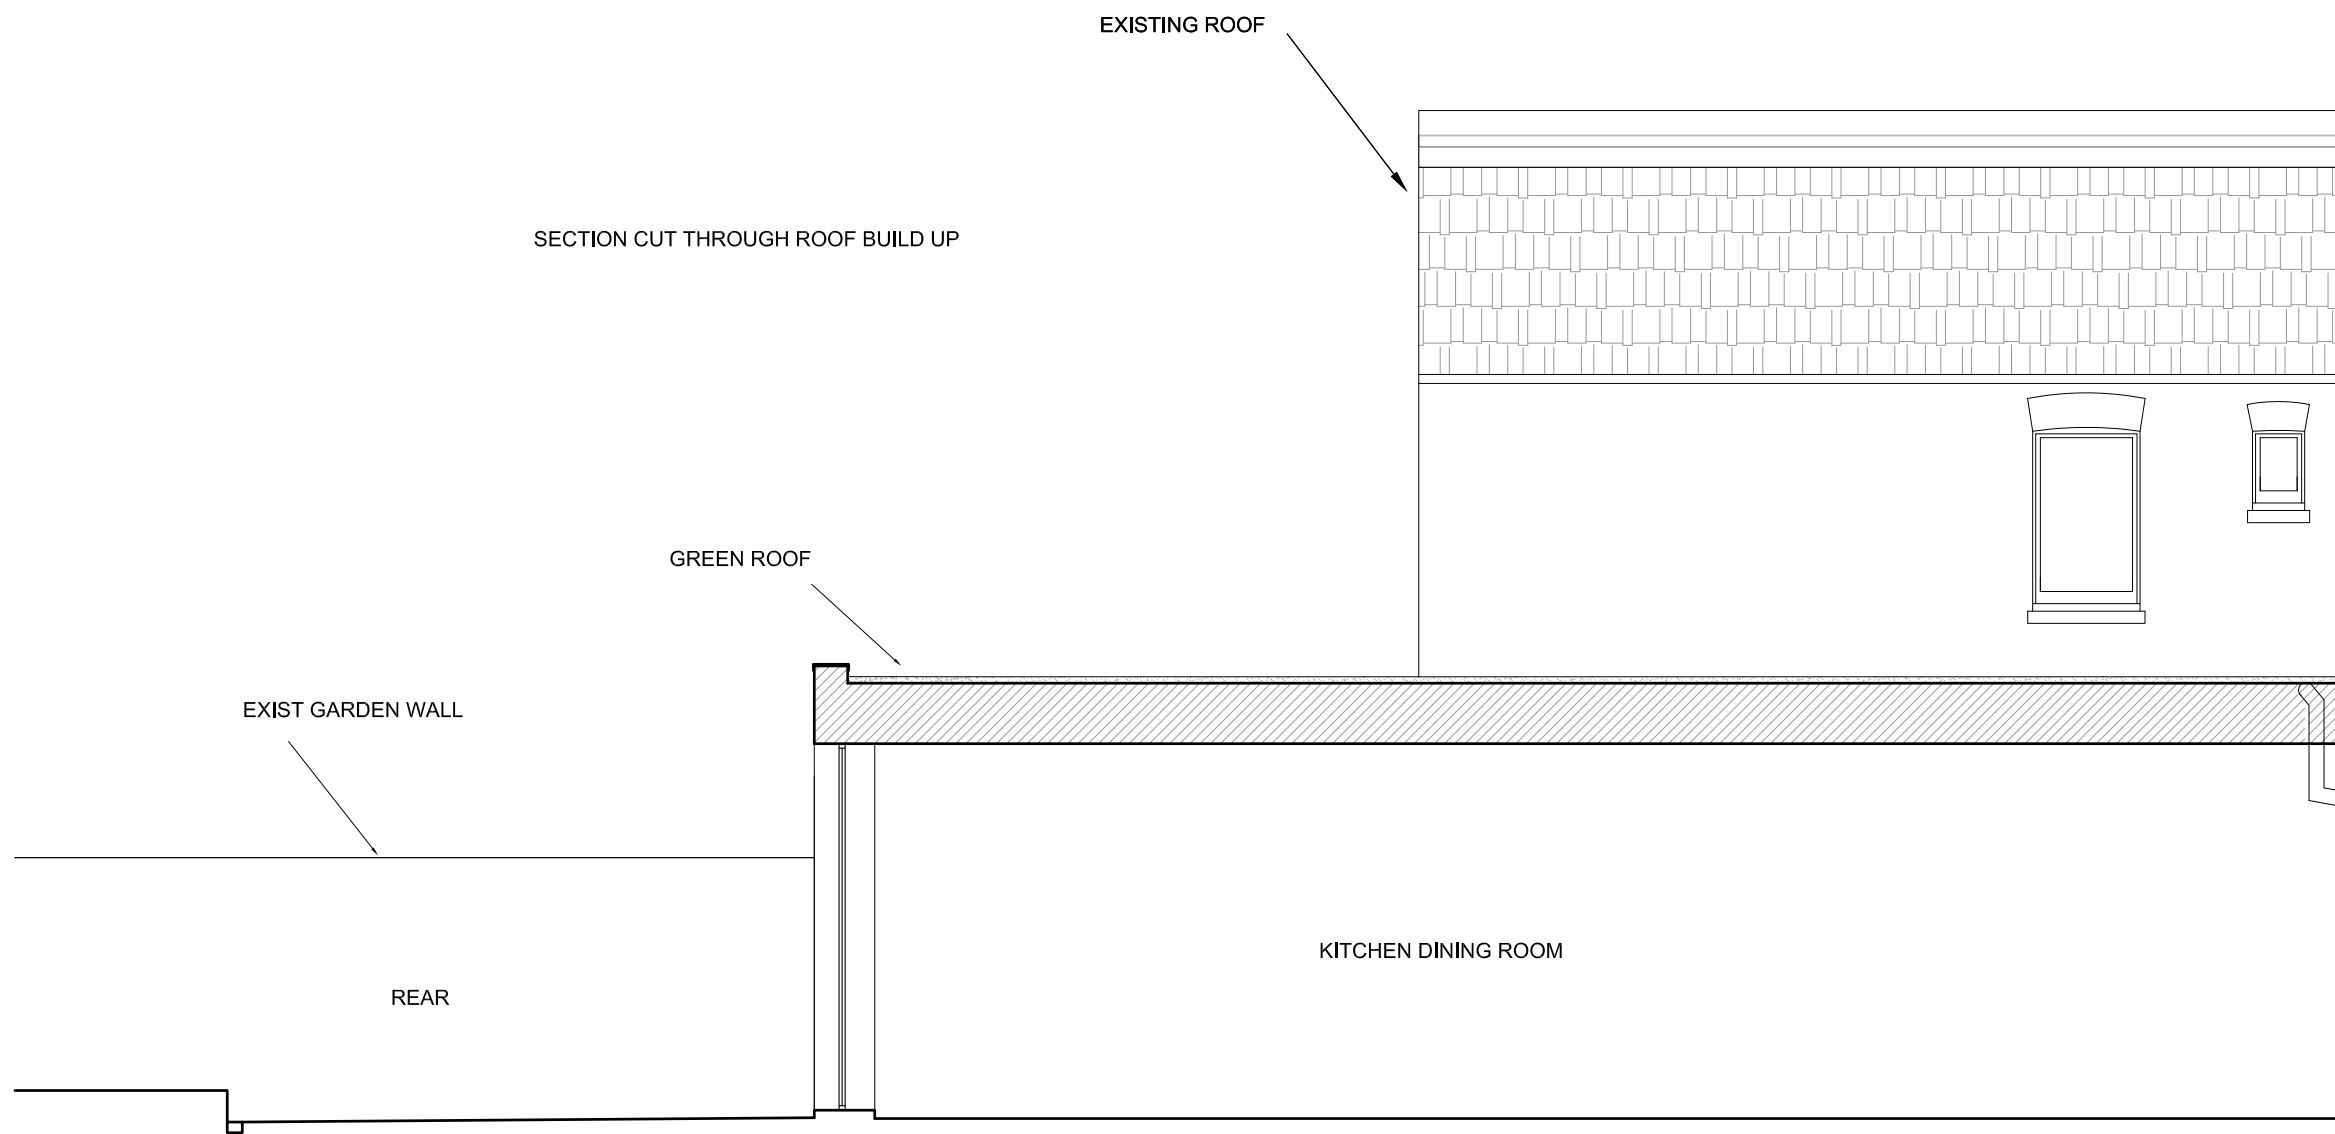 EXISTING ROOF
SECTION CUT THROUGH ROOF BUILD UP
GREEN ROOF
EXIST GARDEN WALL
KITCHEN DINING ROOM
REAR